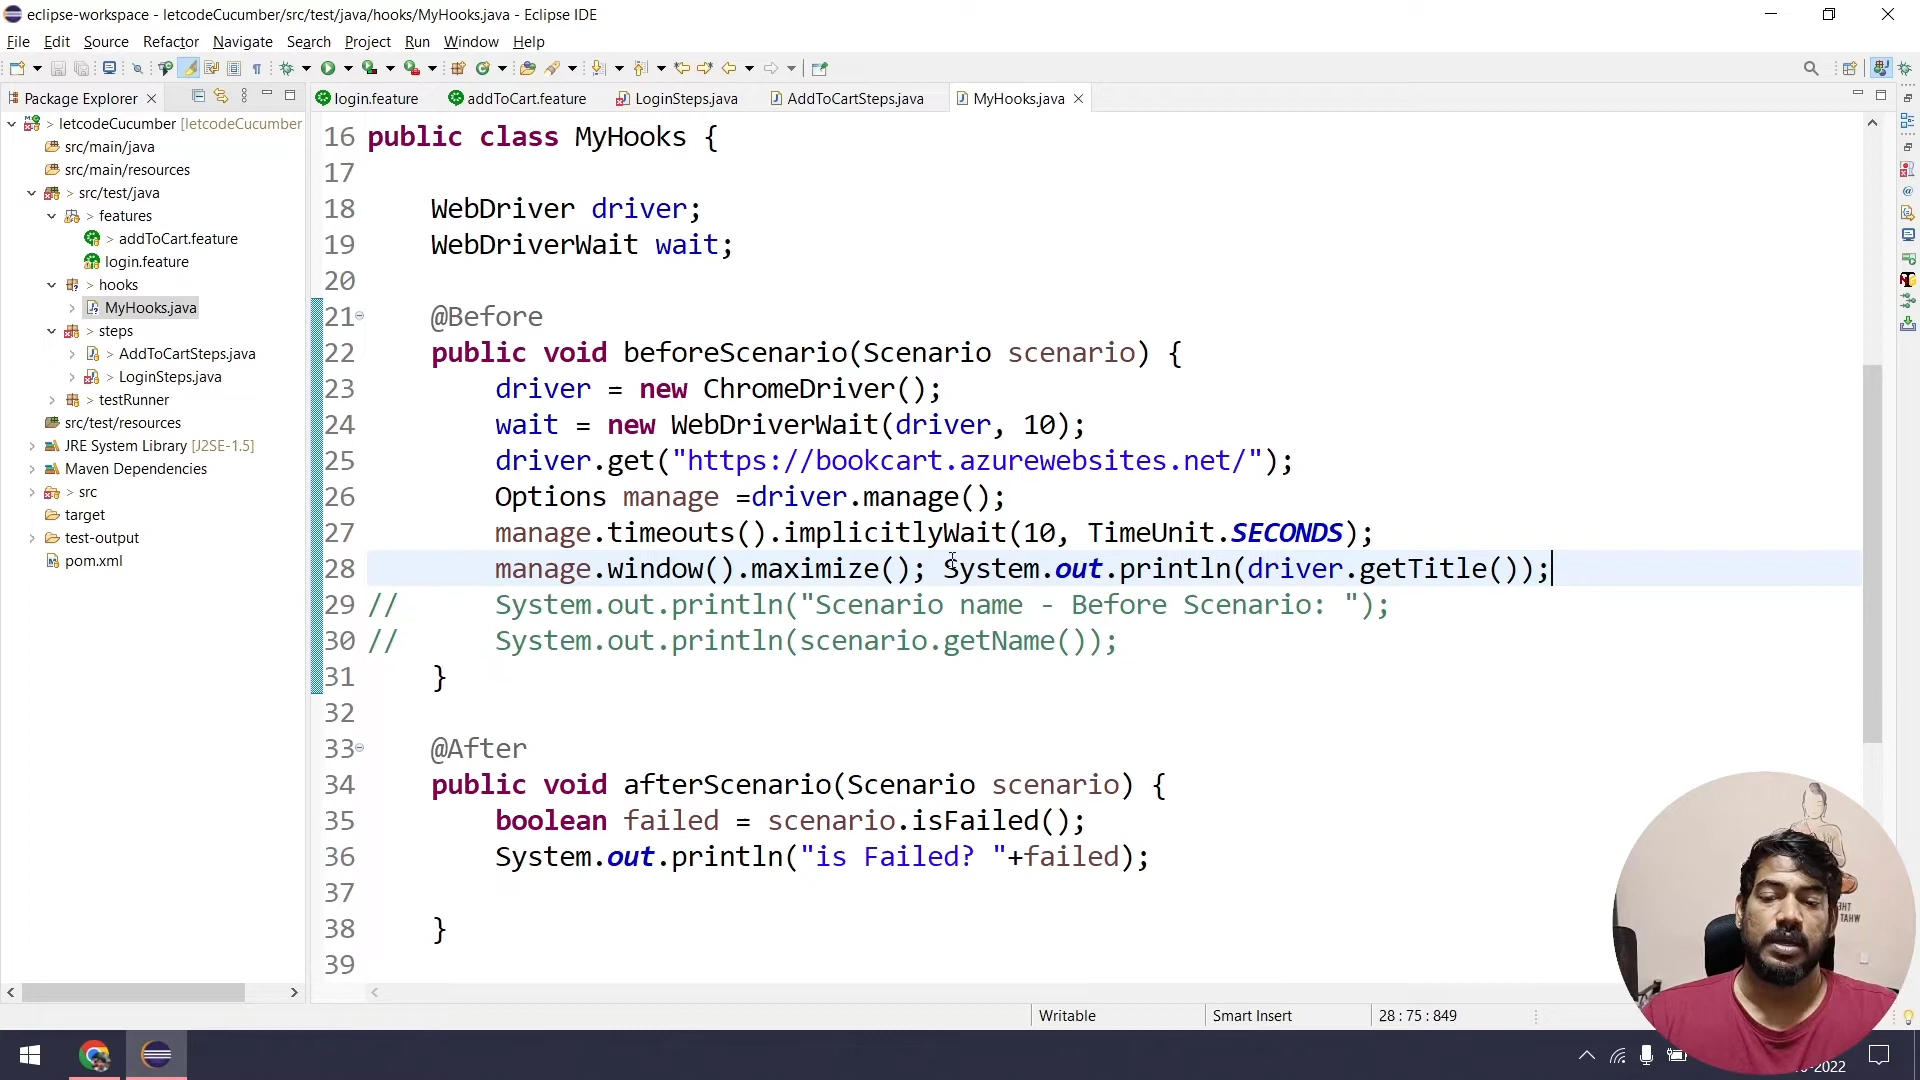 eclipse-workspace - letcodeCucumber/src/test/java/hooks/MyHooks.java - Eclipse IDE
File Edit Source Refactor Navigate Search Project Run Window Help
Package Explorer
login.feature addToCart.feature LoginSteps.java AddToCartSteps.java MyHooks.java
> letcodeCucumber [letcodeCucumber
src/main/java
src/main/resources
> src/test/java
> features
> addToCart.feature
login.feature
> hooks
MyHooks.java
> steps
> AddToCartSteps.java
> LoginSteps.java
> testRunner
src/test/resources
JRE System Library [J2SE-1.5]
Maven Dependencies
> src
target
test-output
pom.xml
16 public class MyHooks {
17
18 WebDriver driver;
19 WebDriverWait wait;
20
21 @Before
22 public void beforeScenario(Scenario scenario) {
23 driver = new ChromeDriver();
24 wait = new WebDriverWait(driver, 10);
25 driver.get("https://bookcart.azurewebsites.net/");
26 Options manage =driver.manage();
27 manage.timeouts().implicitlyWait(10, TimeUnit.SECONDS);
28 manage.window().maximize(); System.out.println(driver.getTitle());
29 // System.out.println("Scenario name - Before Scenario: ");
30 // System.out.println(scenario.getName());
31 }
32
33 @After
34 public void afterScenario(Scenario scenario) {
35 boolean failed = scenario.isFailed();
36 System.out.println("is Failed? "+failed);
37
38 }
39
Writable Smart Insert 28 : 75 : 849